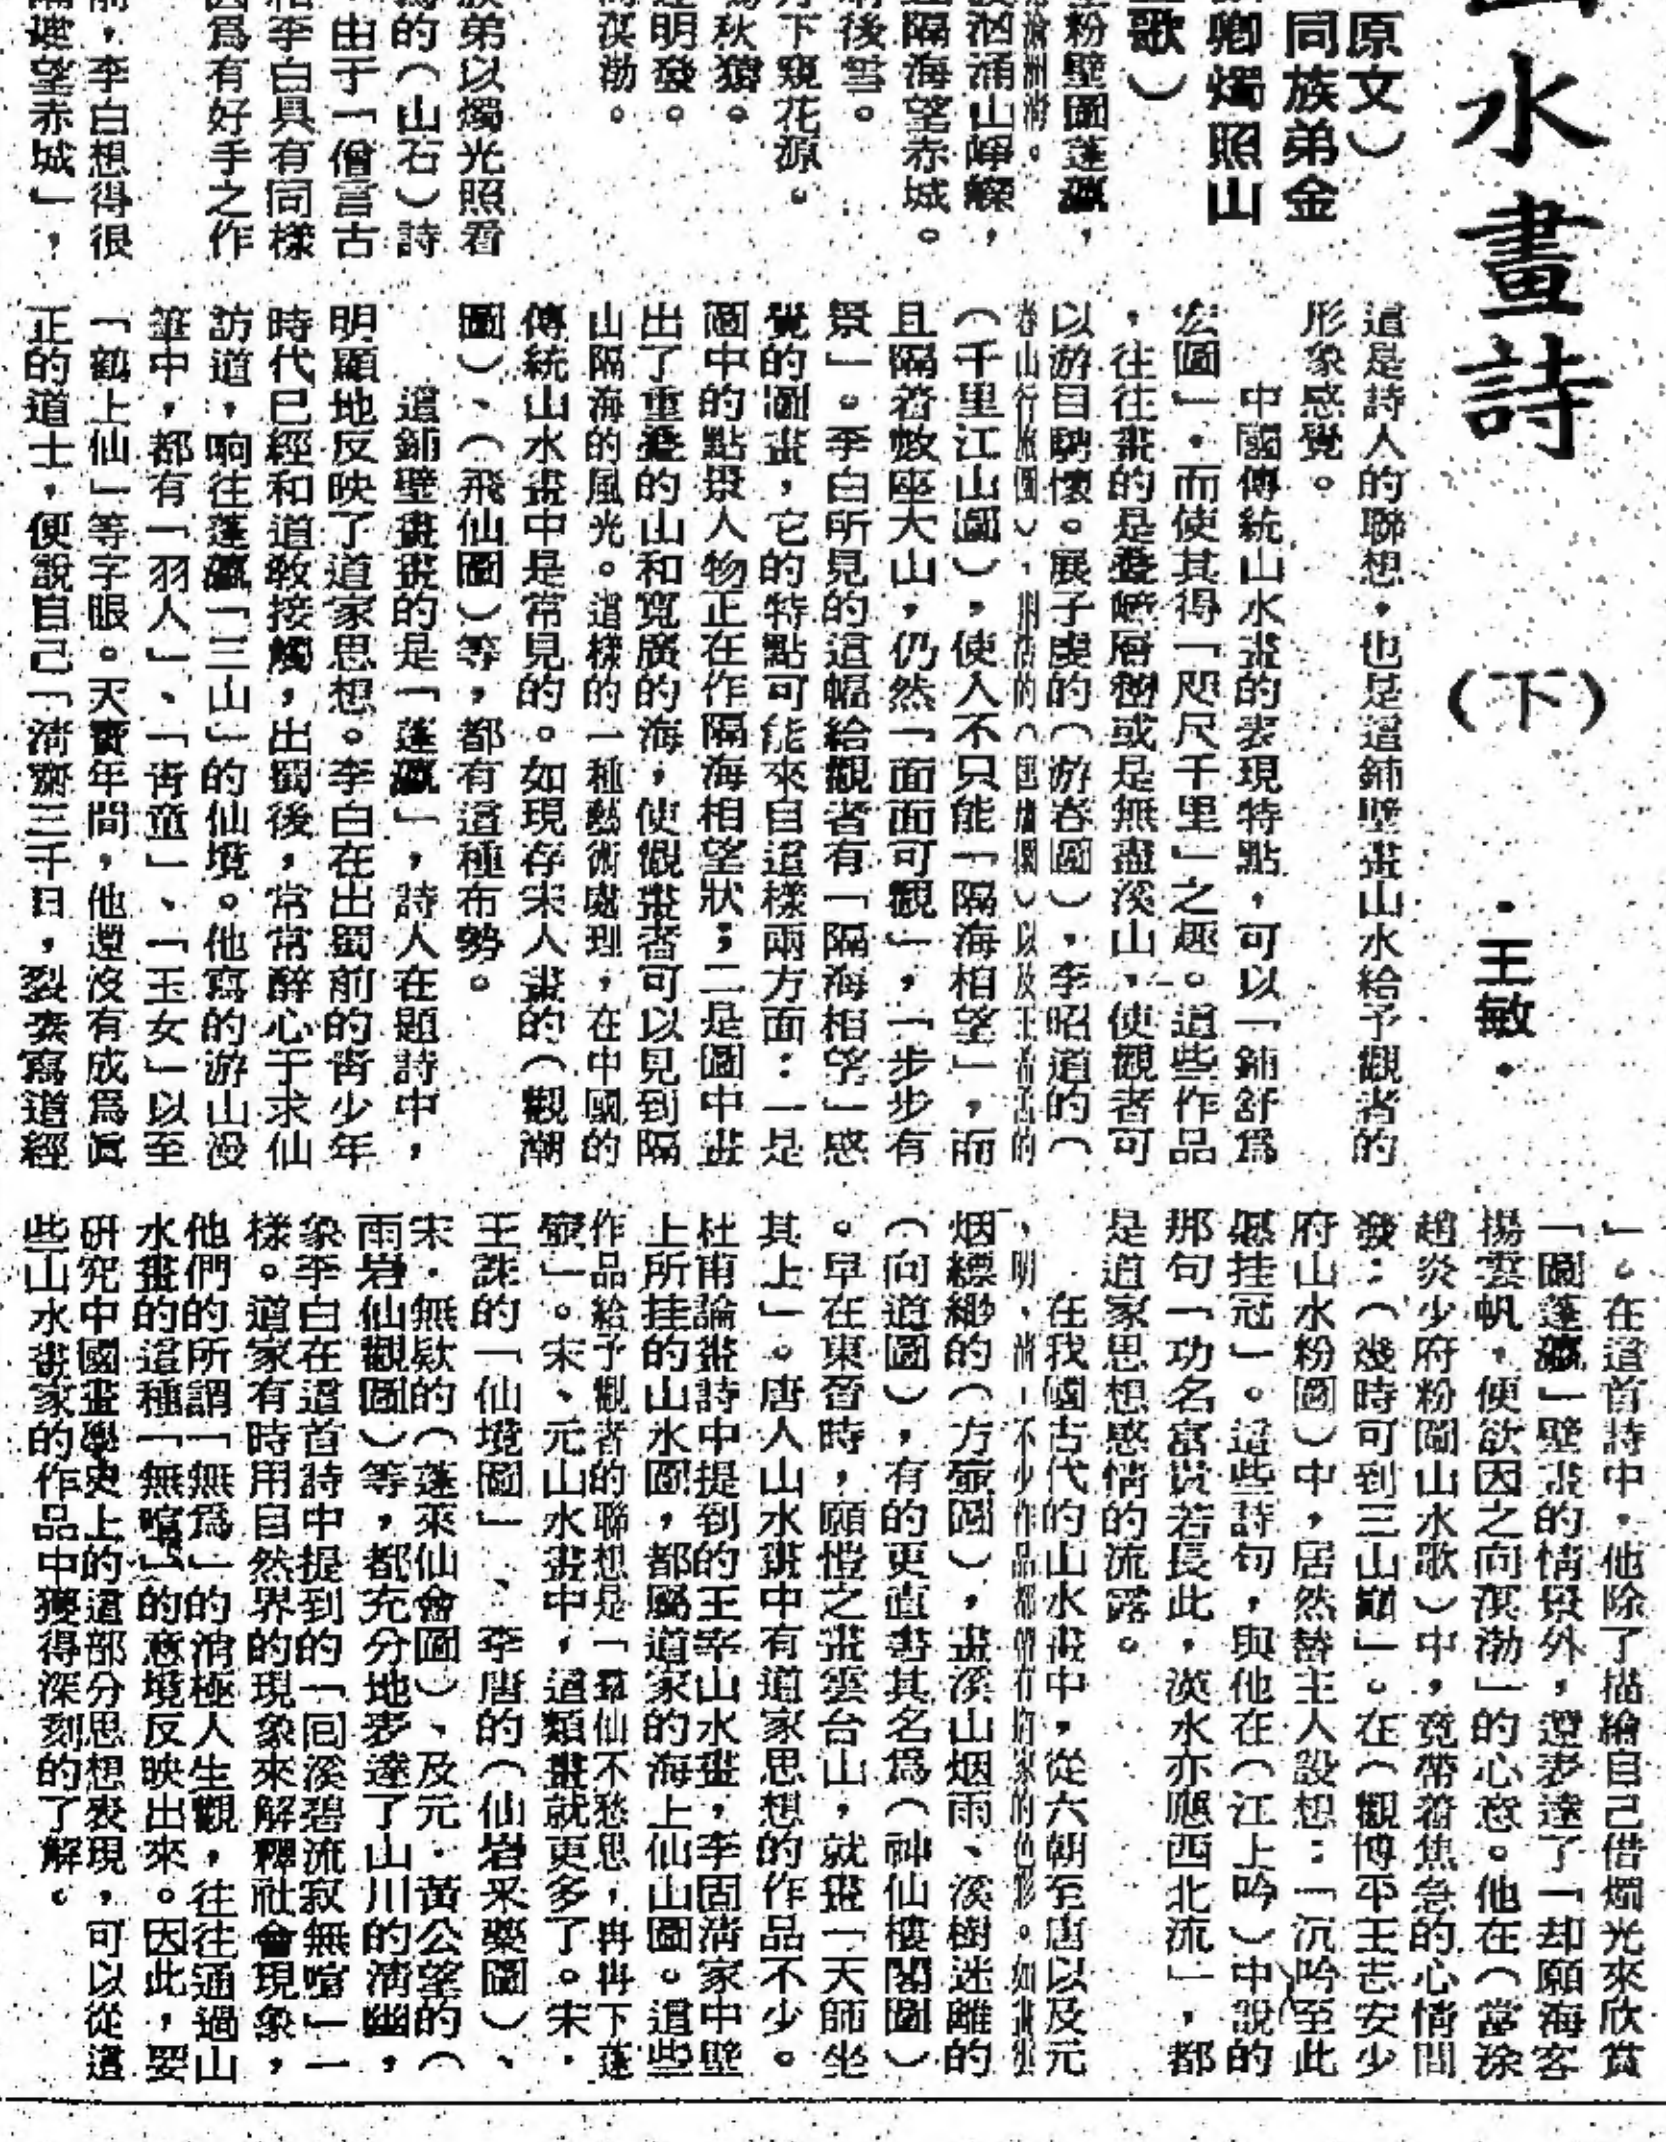 水畫詩
(下)
·王敏·
原文)
同族弟金
卿燭照山
歌)
粉壁圖蓬瀛,
滄洲
洶涌山崢嶸,
隔海望赤城。
後雪。
下窺花源。
秋猿。
明發。
溟渤。
族弟以燭光照看
的(山石)詩
由于「一僧言古
李白具有同樣
因爲有好手之作
前,李白想得很
隔望赤城」,
這是詩人的聯想,也是這鋪壁畫山水給予觀者的
形象感覺。
中國傳統山水畫的表現特點,可以「鋪舒爲
宏圖」,而使其得「咫尺千里」之趣。這些作品
,往往畫的是疊嶂層巒或是無盡溪山,使觀者可
以游目騁懷。展子虔的(游春圖),李昭道的(
春山行旅圖),荊浩的(匡廬圖)以及王希孟的
(千里江山圖),使人不只能「隔海相望」,而
且隔着數座大山,仍然「面面可觀」,「一步步有
景」。李白所見的這幅給觀者有「隔海相望」感
覺的圖畫,它的特點可能來自這樣兩方面:一是
圖中的點景人物正在作隔海相望狀;二是圖中畫
出了重疊的山和寬廣的海,使觀畫者可以見到隔
山隔海的風光。這樣的一種藝術處理,在中國的
傳統山水畫中是常見的。如現存宋人畫的(觀潮
圖)、(飛仙圖)等,都有這種布勢。
這鋪壁畫畫的是「蓬瀛」,詩人在題詩中,
明顯地反映了道家思想。李白在出蜀前的青少年
時代已經和道教接觸,出蜀後,常常醉心于求仙
訪道,响往蓬瀛「三山」的仙境。他寫的游山漫
筆中,都有「羽人」、「青童」、「玉女」以至
「鶴上仙」等字眼。天寶年間,他還沒有成爲眞
正的道士,便說自己「清齋三千日,裂素寫道經
」。在這首詩中,他除了描繪自己借燭光來欣賞
「圖蓬瀛」壁畫的情景外,還表達了「却願海客
揚雲帆,便欲因之向溟渤」的心意。他在(當涂
趙炎少府粉圖山水歌)中,竟帶着焦急的心情問
發:(幾時可到三山巔」。在(觀博平王志安少
府山水粉圖)中,居然替主人設想:「沉吟至此
愿挂冠」。這些詩句,與他在(江上吟)中說的
那句「功名富貴若長此,漢水亦應西北流」,都
是道家思想感情的流露。
在我國古代的山水畫中,從六朝至唐以及元
,明、清,不少作品都帶有道家的色彩。如畫
烟縹緲的(方壺圖),畫溪山烟雨、溪樹迷離的
(向道圖),有的更直書其名爲(神仙樓閣圖)
。早在東晉時,顧愷之畫雲台山,就畫「天師坐
其上」。唐人山水畫中有道家思想的作品不少。
杜甫論畫詩中提到的王宰山水畫,李固清家中壁
上所挂的山水圖,都屬道家的海上仙山圖。這些
作品給予觀者的聯想是「羣仙不愁思,冉冉下蓬
壺」。宋、元山水畫中,這類畫就更多了。宋·
王詵的「仙境圖」、李唐的(仙岩采藥圖)、
宋·無欵的(蓬萊仙會圖)、及元·黃公望的(
雨岩仙觀圖)等,都充分地表達了山川的清幽,
象李白在這首詩中提到的「囘溪碧流寂無喧」一
樣。道家有時用自然界的現象來解釋社會現象,
他們的所謂「無爲」的消極人生觀,往往通過山
水畫的這種「無喧」的意境反映出來。因此,要
研究中國畫學史上的這部分思想表現,可以從這
些山水畫家的作品中獲得深刻的了解。